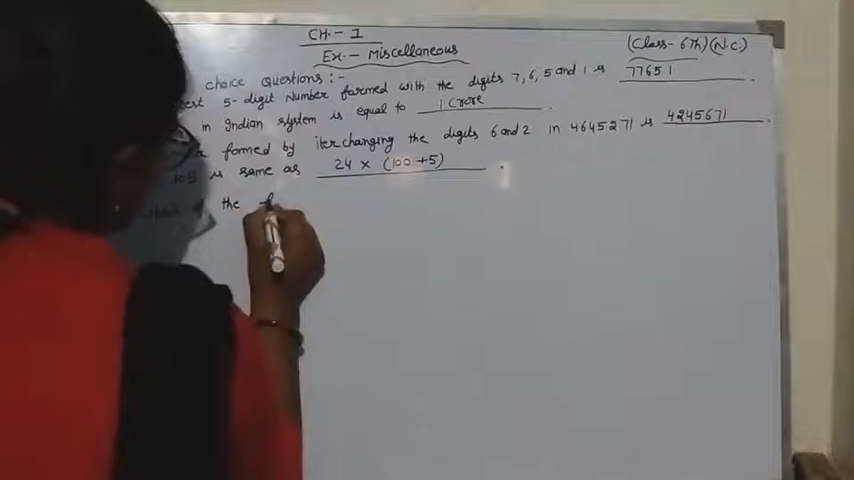 CH.- 1
Ex.- Miscellaneous
(Class- 6th) (N.C.)
choice Questions :-
5-digit Number formed with the digits 7, 6, 5 and 1 is 77651 .
in Indian system is equal to 1 Crore .
formed by iterchanging the digits 6 and 2 in 4645271 is 4245671 .
105 is same as 24 x (100 +5) .
the